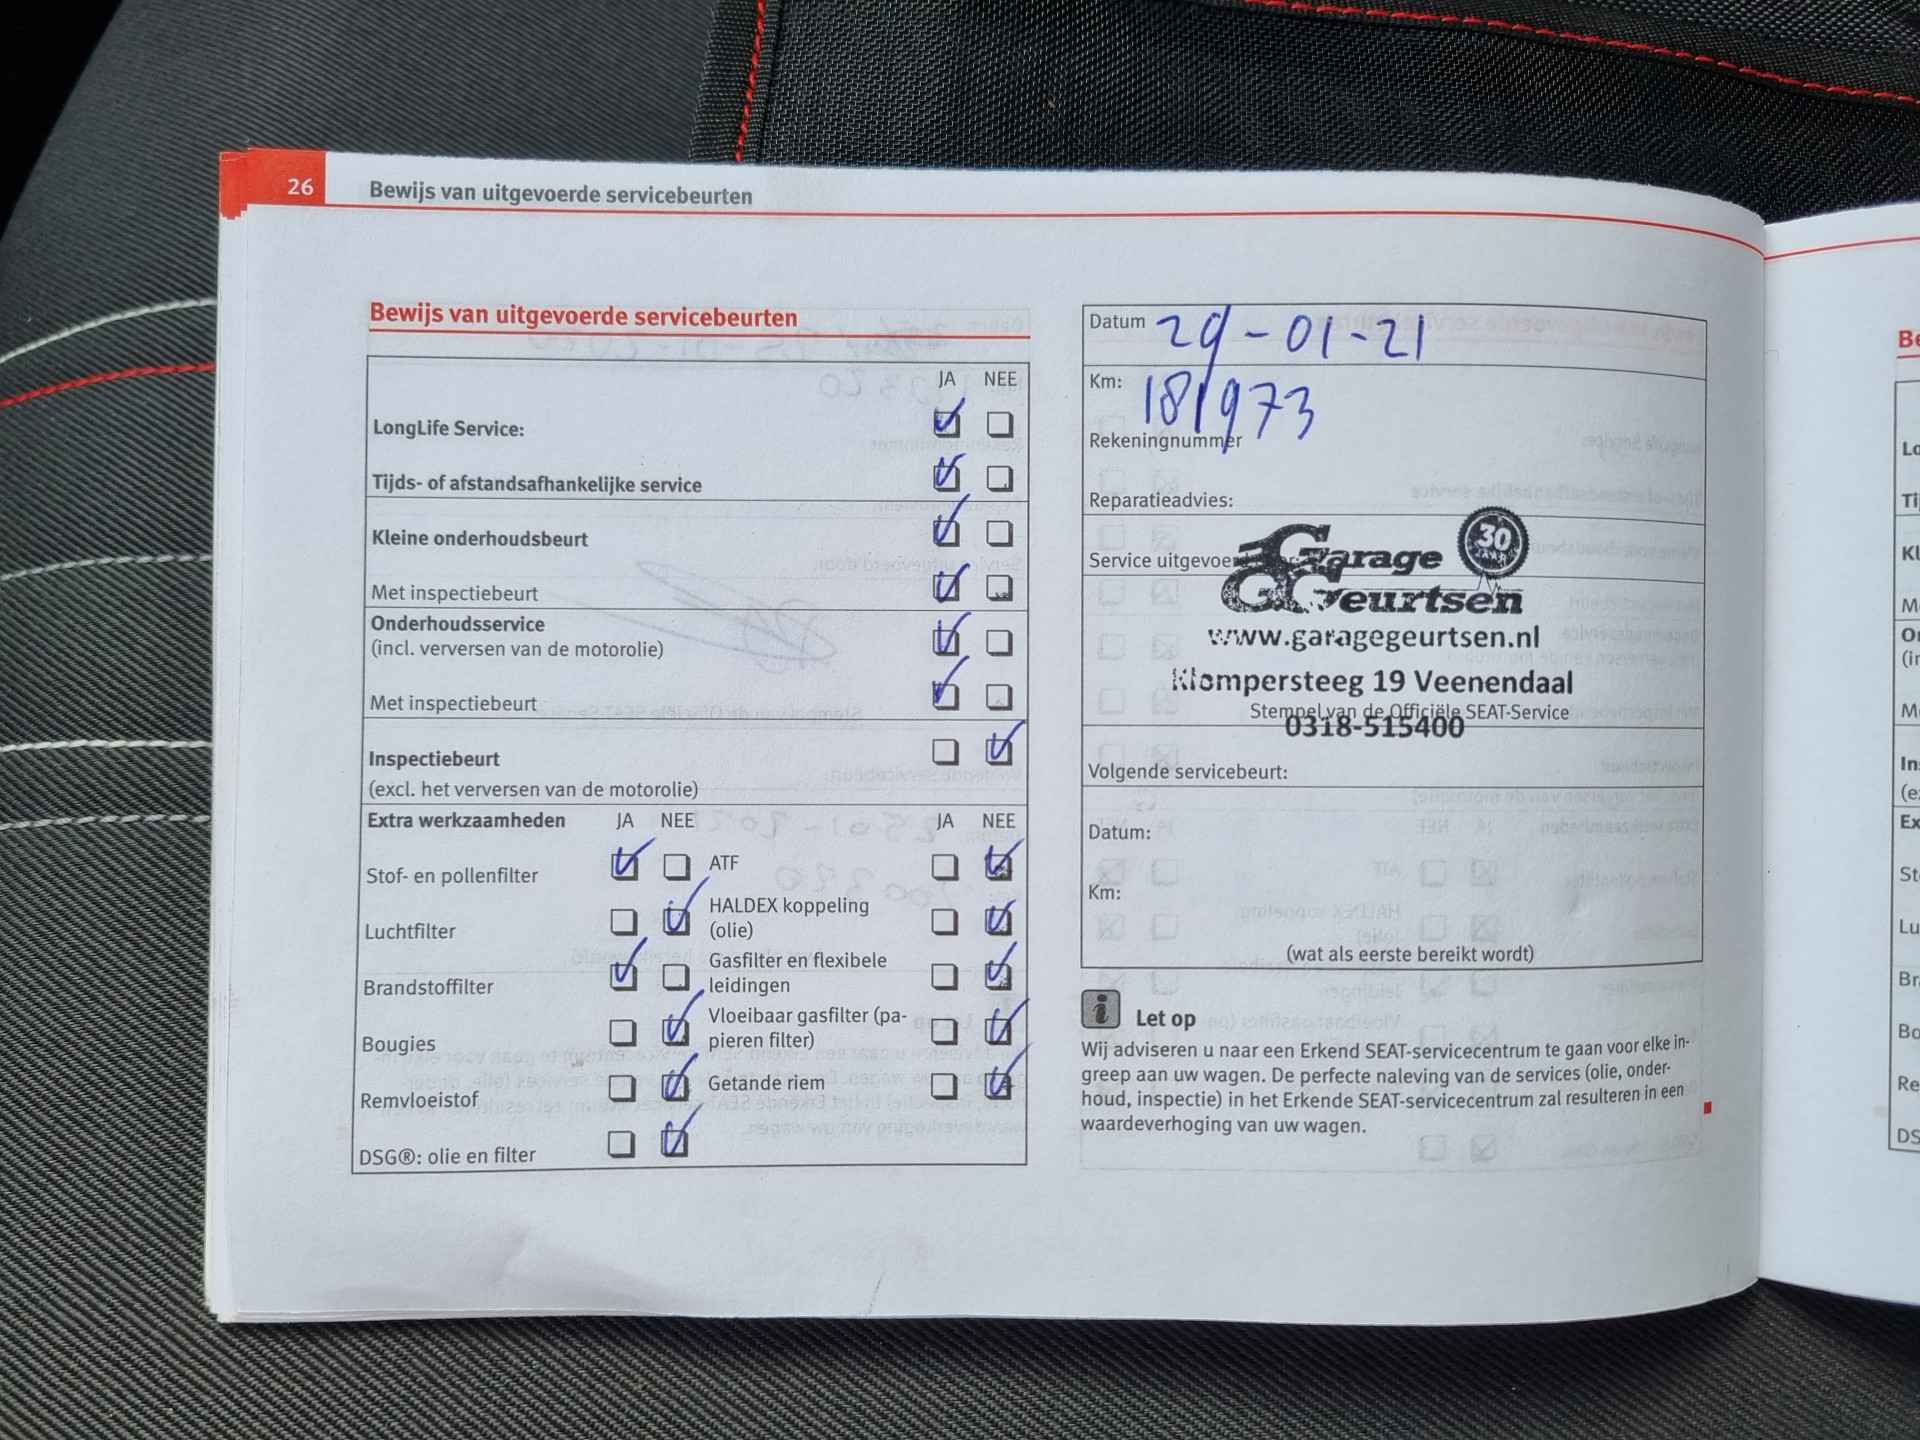 26 Bewijs van uitgevoerde servicebeurten
Bewijs van uitgevoerde servicebeurten
JA NEE
LongLife Service:
Tijds- of afstandsafhankelijke service
Kleine onderhoudsbeurt
Met inspectiebeurt
Onderhoudsservice
(incl. verversen van de motorolie)
Met inspectiebeurt
Inspectiebeurt
(excl. het verversen van de motorolie)
Extra werkzaamheden JA NEE JA NEE
Stof- en pollenfilter ATF
Luchtfilter HALDEX koppeling
(olie)
Brandstoffilter Gasfilter en flexibele
leidingen
Bougies Vloeibaar gasfilter (pa-
pieren filter)
Remvloeistof Getande riem
DSG®: olie en filter
Datum 29-01-21
Km: 181973
Rekeningnummer
Reparatieadvies:
Service uitgevoerd
Garage 30 JAAR
Geurtsen
www.garagegeurtsen.nl
Klompersteeg 19 Veenendaal
Stempel van de Officiële SEAT-Service
0318-515400
Volgende servicebeurt:
Datum:
Km:
(wat als eerste bereikt wordt)
i Let op
Wij adviseren u naar een Erkend SEAT-servicecentrum te gaan voor elke in-
greep aan uw wagen. De perfecte naleving van de services (olie, onder-
houd, inspectie) in het Erkende SEAT-servicecentrum zal resulteren in een
waardeverhoging van uw wagen.